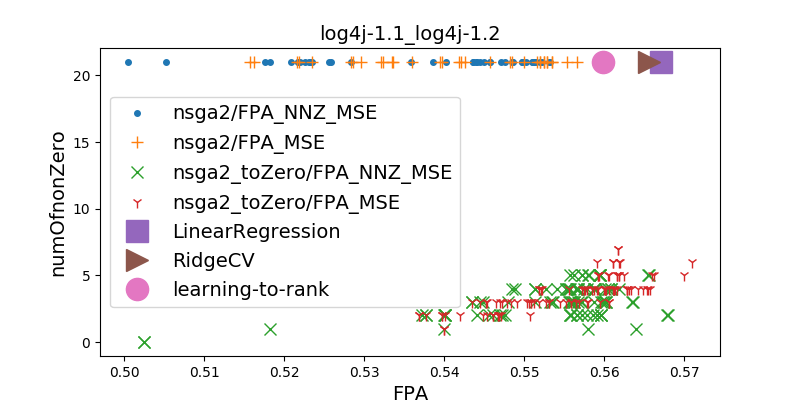 log4j-1.1_log4j-1.2
numOfnonZero
20
15
10
5
0
nsga2/FPA_NNZ_MSE
nsga2/FPA_MSE
nsga2_toZero/FPA_NNZ_MSE
nsga2_toZero/FPA_MSE
LinearRegression
RidgeCV
learning-to-rank
0.50 0.51 0.52 0.53 0.54 0.55 0.56 0.57
FPA